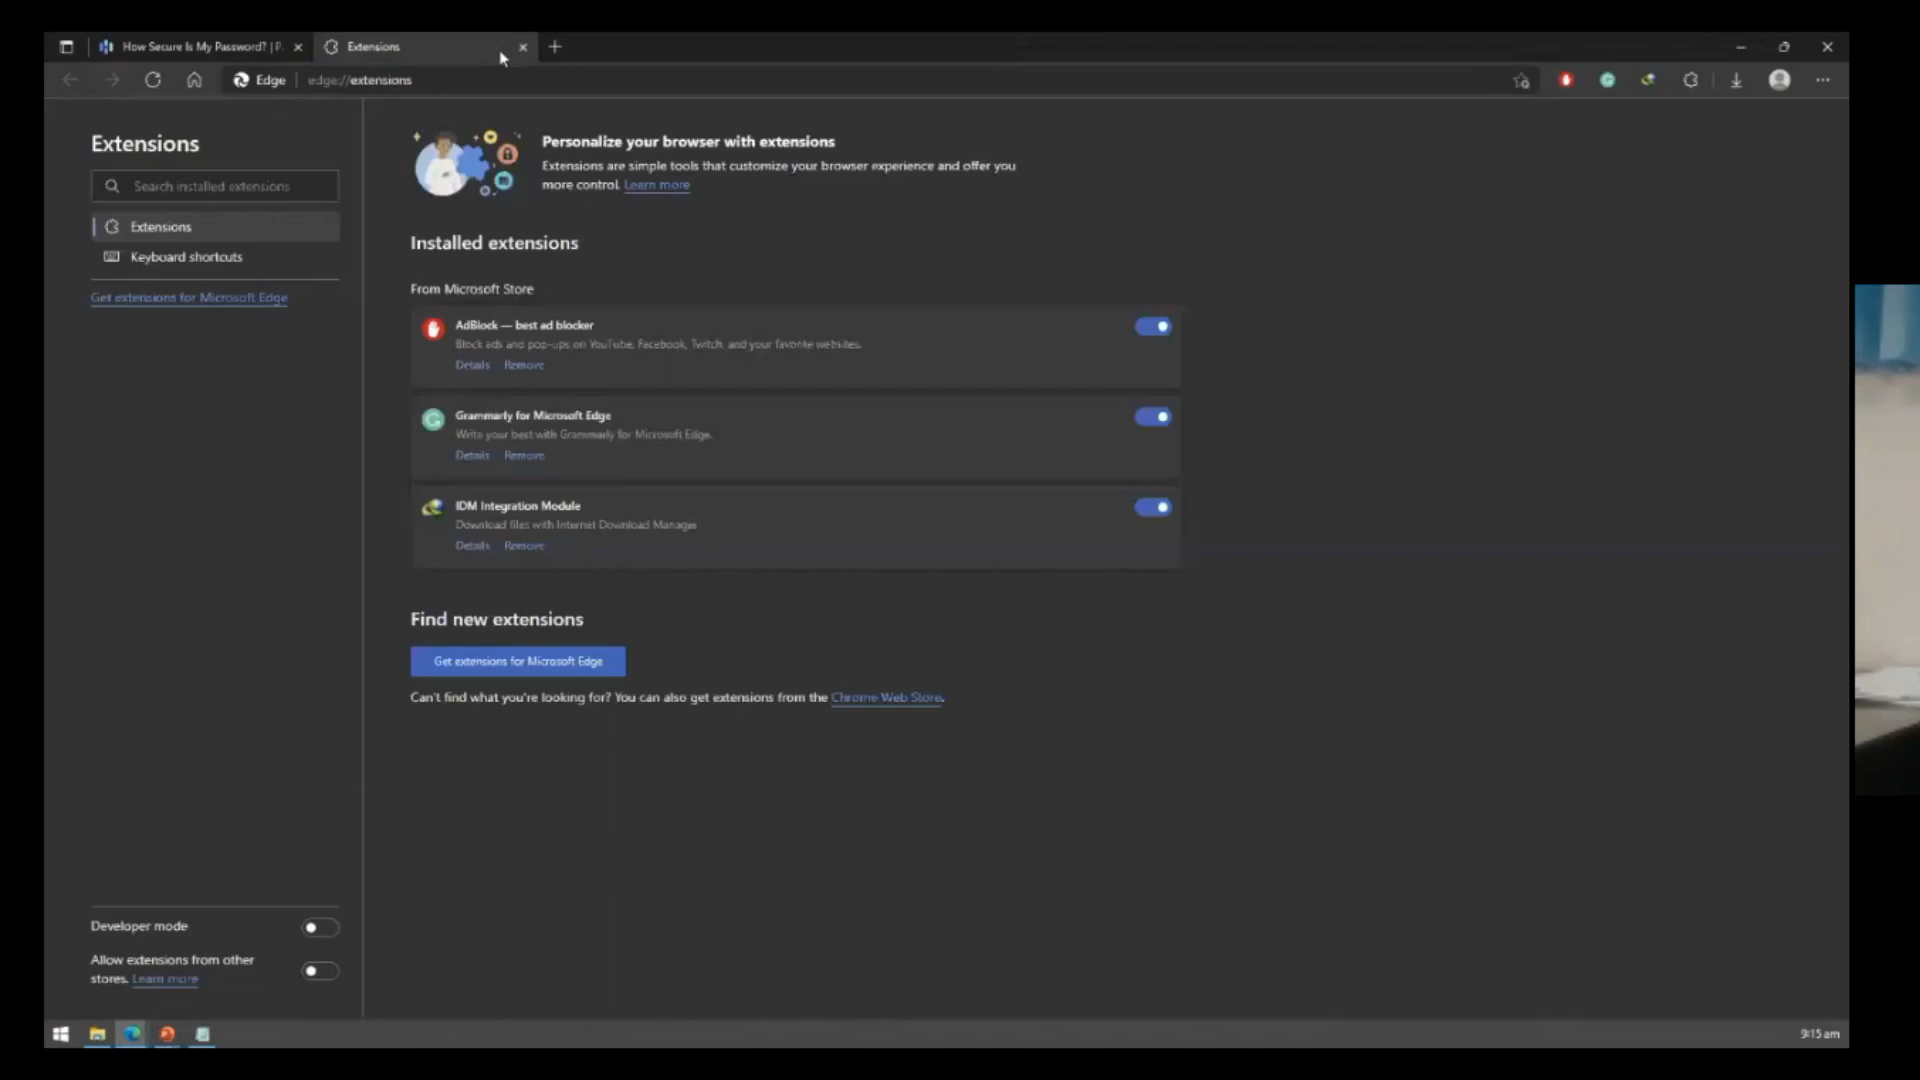 How Secure Is My Password? | P.
Extensions
Edge
edge://extensions
Extensions
Search installed extensions
Extensions
Keyboard shortcuts
Get extensions for Microsoft Edge
Developer mode
Allow extensions from other
stores. Learn more
Personalize your browser with extensions
Extensions are simple tools that customize your browser experience and offer you
more control. Learn more
Installed extensions
From Microsoft Store
AdBlock — best ad blocker
Block ads and pop-ups on YouTube, Facebook, Twitch, and your favorite websites.
Details Remove
Grammarly for Microsoft Edge
Write your best with Grammarly for Microsoft Edge.
Details Remove
IDM Integration Module
Download files with Internet Download Manager
Details Remove
Find new extensions
Get extensions for Microsoft Edge
Can't find what you're looking for? You can also get extensions from the Chrome Web Store.
9:15 am